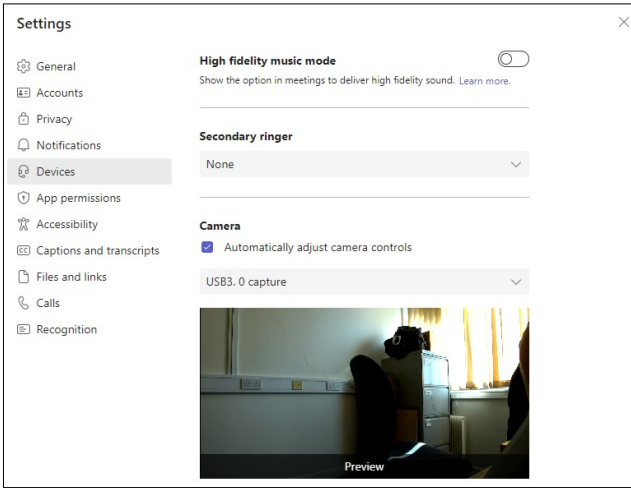 Settings
General
Accounts
Privacy
Notifications
Devices
App permissions
Accessibility
Captions and transcripts
Files and links
Calls
Recognition
High fidelity music mode
Show the option in meetings to deliver high fidelity sound. Learn more.
Secondary ringer
None
Camera
Automatically adjust camera controls
USB3. 0 capture
Preview